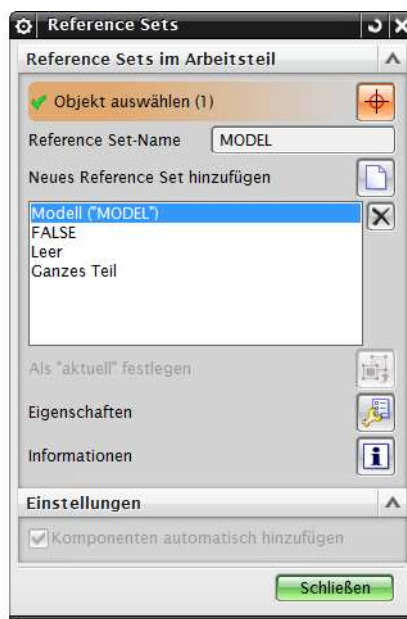 Reference Sets
Reference Sets im Arbeitsteil
Objekt auswählen (1)
Reference Set-Name MODEL
Neues Reference Set hinzufügen
Modell ("MODEL")
FALSE
Leer
Ganzes Teil
Als "aktuell" festlegen
Eigenschaften
Informationen
Einstellungen
Komponenten automatisch hinzufügen
Schließen